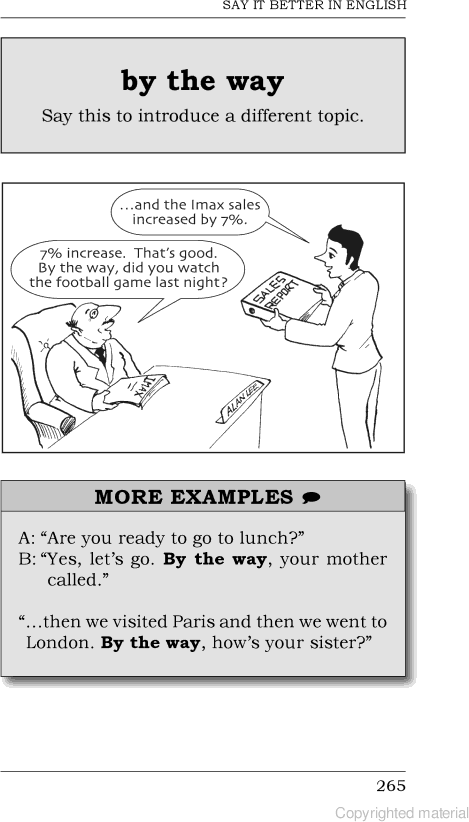 SAY IT BETTER IN ENGLISH
by the way
Say this to introduce a different topic.
…and the Imax sales
increased by 7%.
7% increase. That's good.
By the way, did you watch
the football game last night?
SALES
REPORT
IMAX
ALAN LEE
MORE EXAMPLES
A: “Are you ready to go to lunch?”
B: “Yes, let's go. By the way, your mother
called.”
“…then we visited Paris and then we went to
London. By the way, how's your sister?”
265
Copyrighted material